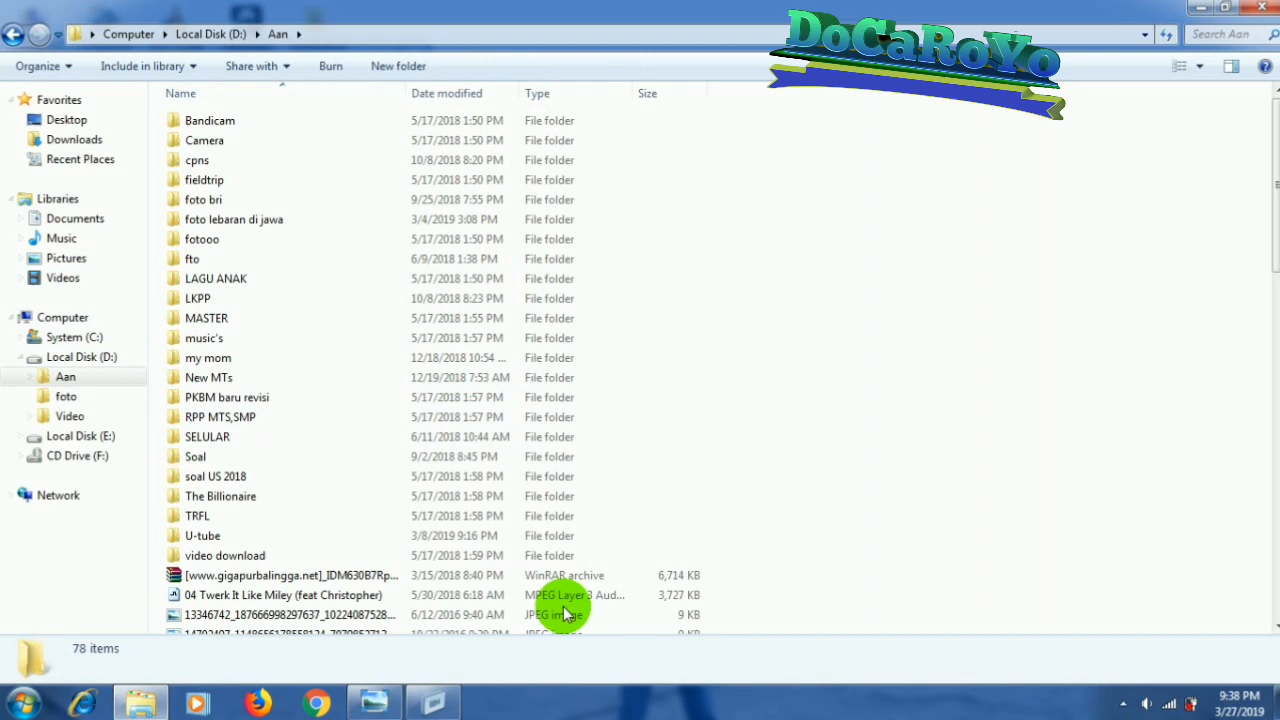 DoCaRoYo
Computer Local Disk (D:) Aan
Search Aan
Organize Include in library Share with Burn New folder
Name Date modified Type Size
Favorites
Desktop
Downloads
Recent Places
Libraries
Documents
Music
Pictures
Videos
Computer
System (C:)
Local Disk (D:)
Aan
foto
Video
Local Disk (E:)
CD Drive (F:)
Network
Bandicam 5/17/2018 1:50 PM File folder
Camera 5/17/2018 1:50 PM File folder
cpns 10/8/2018 8:20 PM File folder
fieldtrip 5/17/2018 1:50 PM File folder
foto bri 9/25/2018 7:55 PM File folder
foto lebaran di jawa 3/4/2019 3:08 PM File folder
fotooo 5/17/2018 1:50 PM File folder
fto 6/9/2018 1:38 PM File folder
LAGU ANAK 5/17/2018 1:50 PM File folder
LKPP 10/8/2018 8:23 PM File folder
MASTER 5/17/2018 1:55 PM File folder
music's 5/17/2018 1:57 PM File folder
my mom 12/18/2018 10:54 ... File folder
New MTs 12/19/2018 7:53 AM File folder
PKBM baru revisi 5/17/2018 1:57 PM File folder
RPP MTS,SMP 5/17/2018 1:57 PM File folder
SELULAR 6/11/2018 10:44 AM File folder
Soal 9/2/2018 8:45 PM File folder
soal US 2018 5/17/2018 1:58 PM File folder
The Billionaire 5/17/2018 1:58 PM File folder
TRFL 5/17/2018 1:58 PM File folder
U-tube 3/8/2019 9:16 PM File folder
video download 5/17/2018 1:59 PM File folder
[www.gigapurbalingga.net]_IDM630B7Rp... 3/15/2018 8:40 PM WinRAR archive 6,714 KB
04 Twerk It Like Miley (feat Christopher) 5/30/2018 6:18 AM MPEG Layer 3 Aud... 3,727 KB
13346742_187666998297637_10224087528... 6/12/2016 9:40 AM JPEG image 9 KB
78 items
9:38 PM
3/27/2019